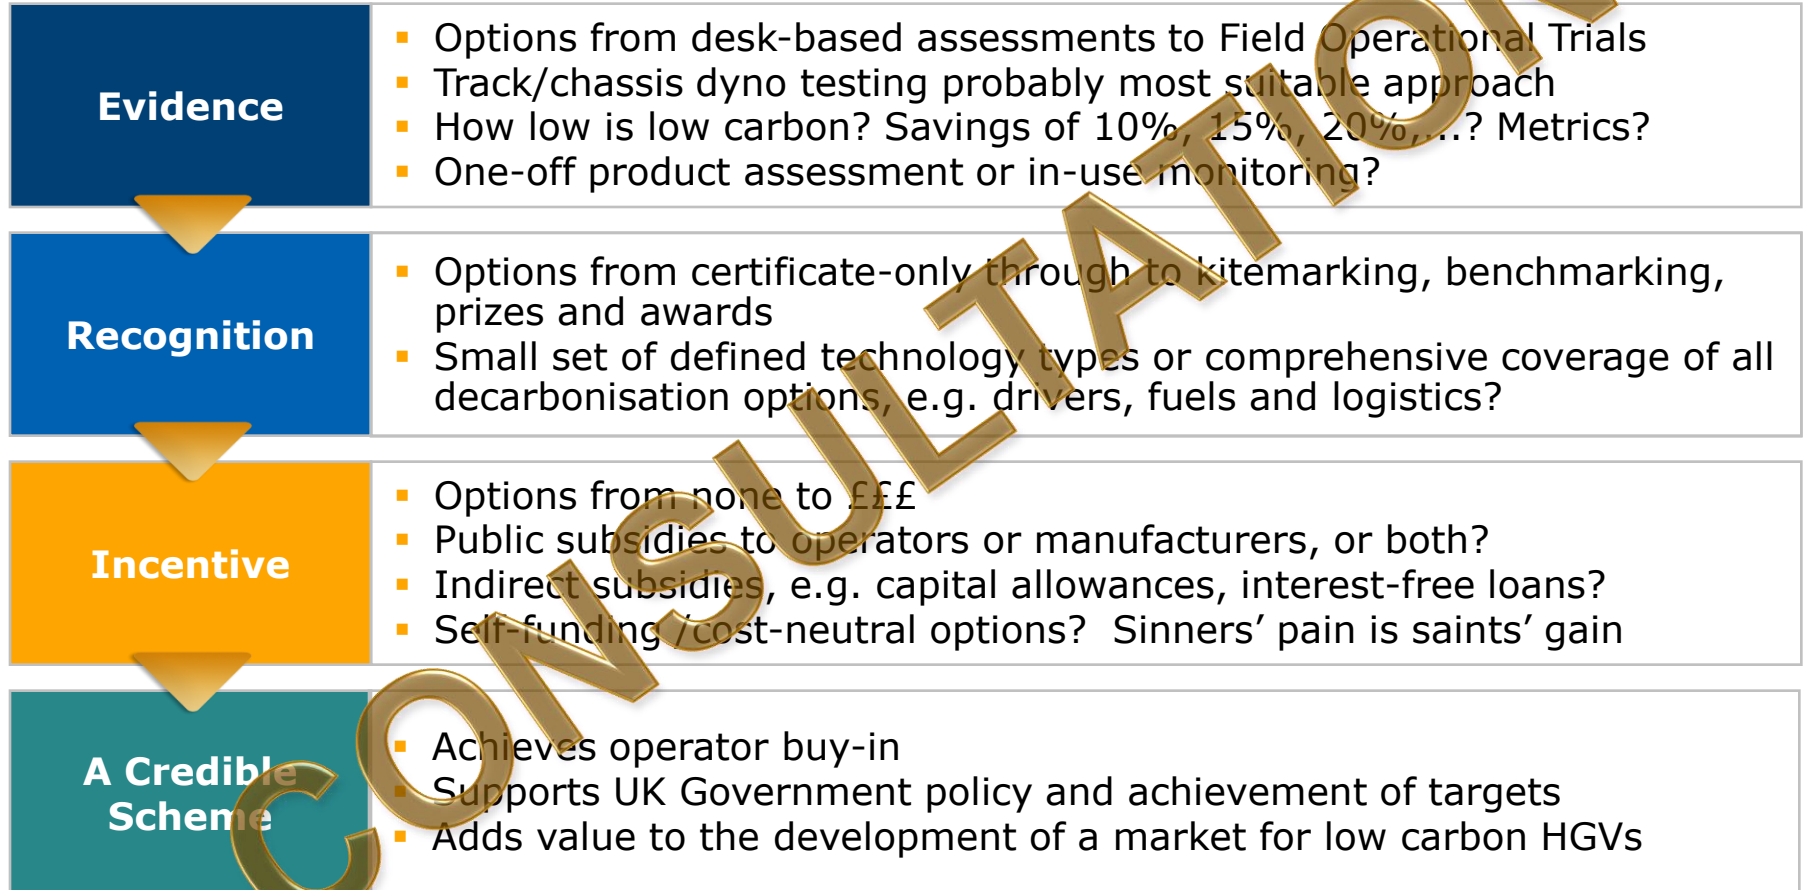 Evidence
Options from desk-based assessments to Field Operational Trials
Track/chassis dyno testing probably most suitable approach
How low is low carbon? Savings of 10%, 15%, 20%,...? Metrics?
One-off product assessment or in-use monitoring?
Recognition
Options from certificate-only through to kitemarking, benchmarking,
prizes and awards
Small set of defined technology types or comprehensive coverage of all
decarbonisation options, e.g. drivers, fuels and logistics?
Incentive
Options from none to £££
Public subsidies to operators or manufacturers, or both?
Indirect subsidies, e.g. capital allowances, interest-free loans?
Self-funding /cost-neutral options?  Sinners’ pain is saints’ gain
A Credible
Scheme
Achieves operator buy-in
Supports UK Government policy and achievement of targets
Adds value to the development of a market for low carbon HGVs
CONSULTATION